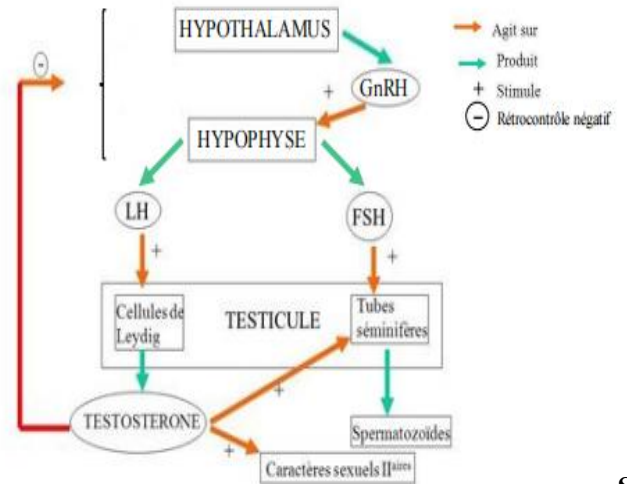 HYPOTHALAMUS
Agit sur
Produit
+ Stimule
- Rétrocontrôle négatif
-
GnRH
+
HYPOPHYSE
LH
FSH
+
+
Cellules de
Leydig
TESTICULE
Tubes
séminifères
+
TESTOSTERONE
Spermatozoïdes
+
Caractères sexuels IIaires